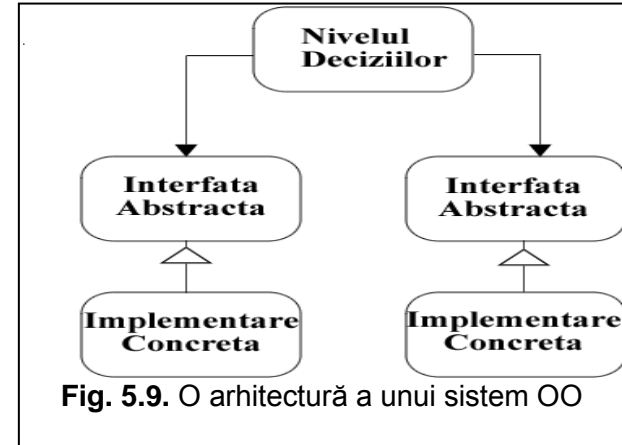 Nivelul
Deciziilor
Interfata
Abstracta
Interfata
Abstracta
Implementare
Concreta
Implementare
Concreta
Fig. 5.9. O arhitectură a unui sistem OO